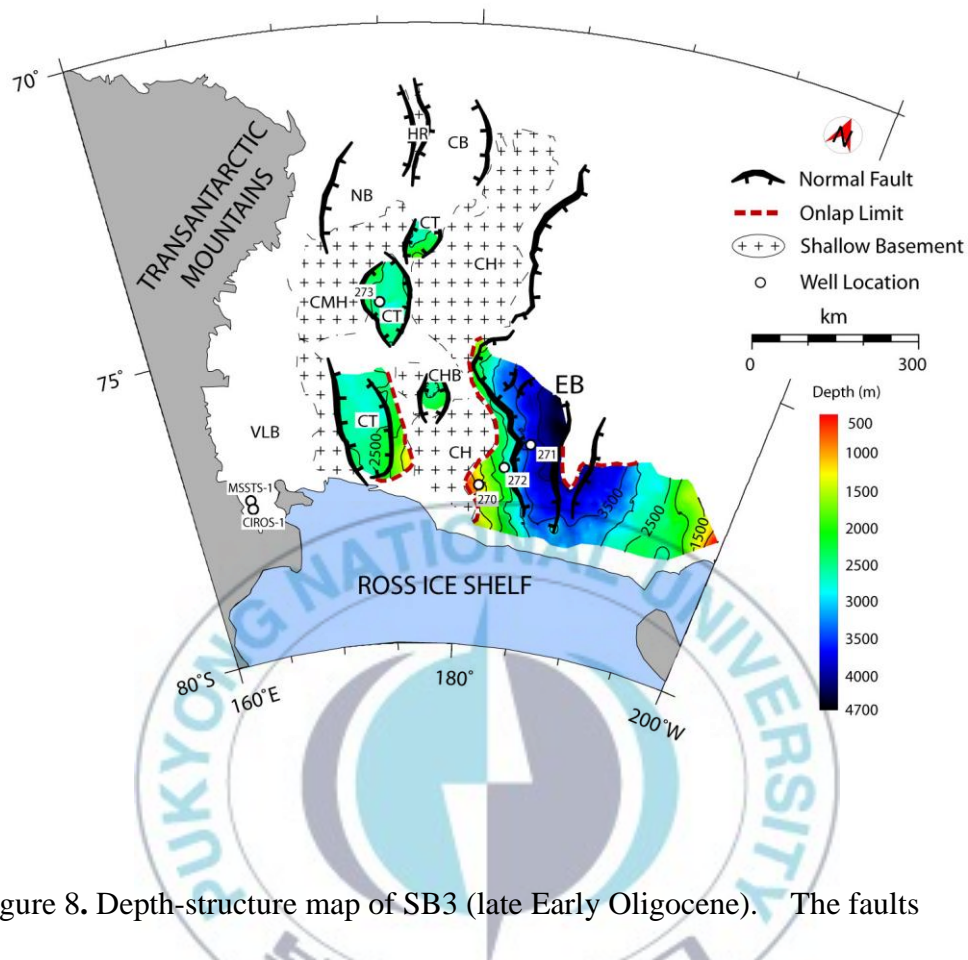 70°
TRANSANTARCTIC
MOUNTAINS
HR
CB
NB
N
Normal Fault
Onlap Limit
Shallow Basement
Well Location
km
0 300
CT
CH
273
CMH
CT
75°
CHB
EB
Depth (m)
500
1000
1500
2000
2500
3000
3500
4000
4700
CT
2500
VLB
CH
271
272
270
3500
2500
1500
MSSTS-1
CIROS-1
ROSS ICE SHELF
80°S
160°E
180°
200°W
PUKYONG NATIONAL UNIVERSITY
gure 8. Depth-structure map of SB3 (late Early Oligocene). The faults